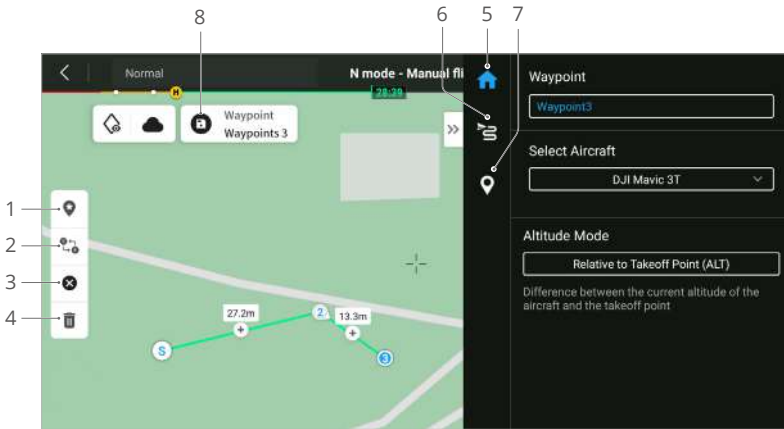 8
6
5
7
Normal
N mode - Manual fli
H
28:39
Waypoint
Waypoints 3
Waypoint
Waypoint3
Select Aircraft
DJI Mavic 3T
Altitude Mode
Relative to Takeoff Point (ALT)
Difference between the current altitude of the
aircraft and the takeoff point
1
2
3
4
27.2m
2
13.3m
S
3